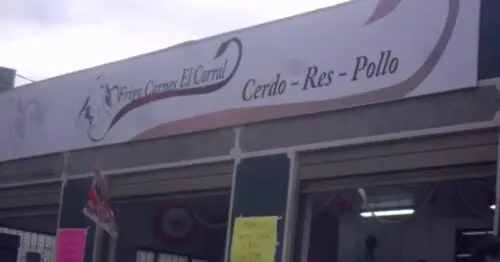 Frigo Carnes El Corral
Cerdo - Res - Pollo